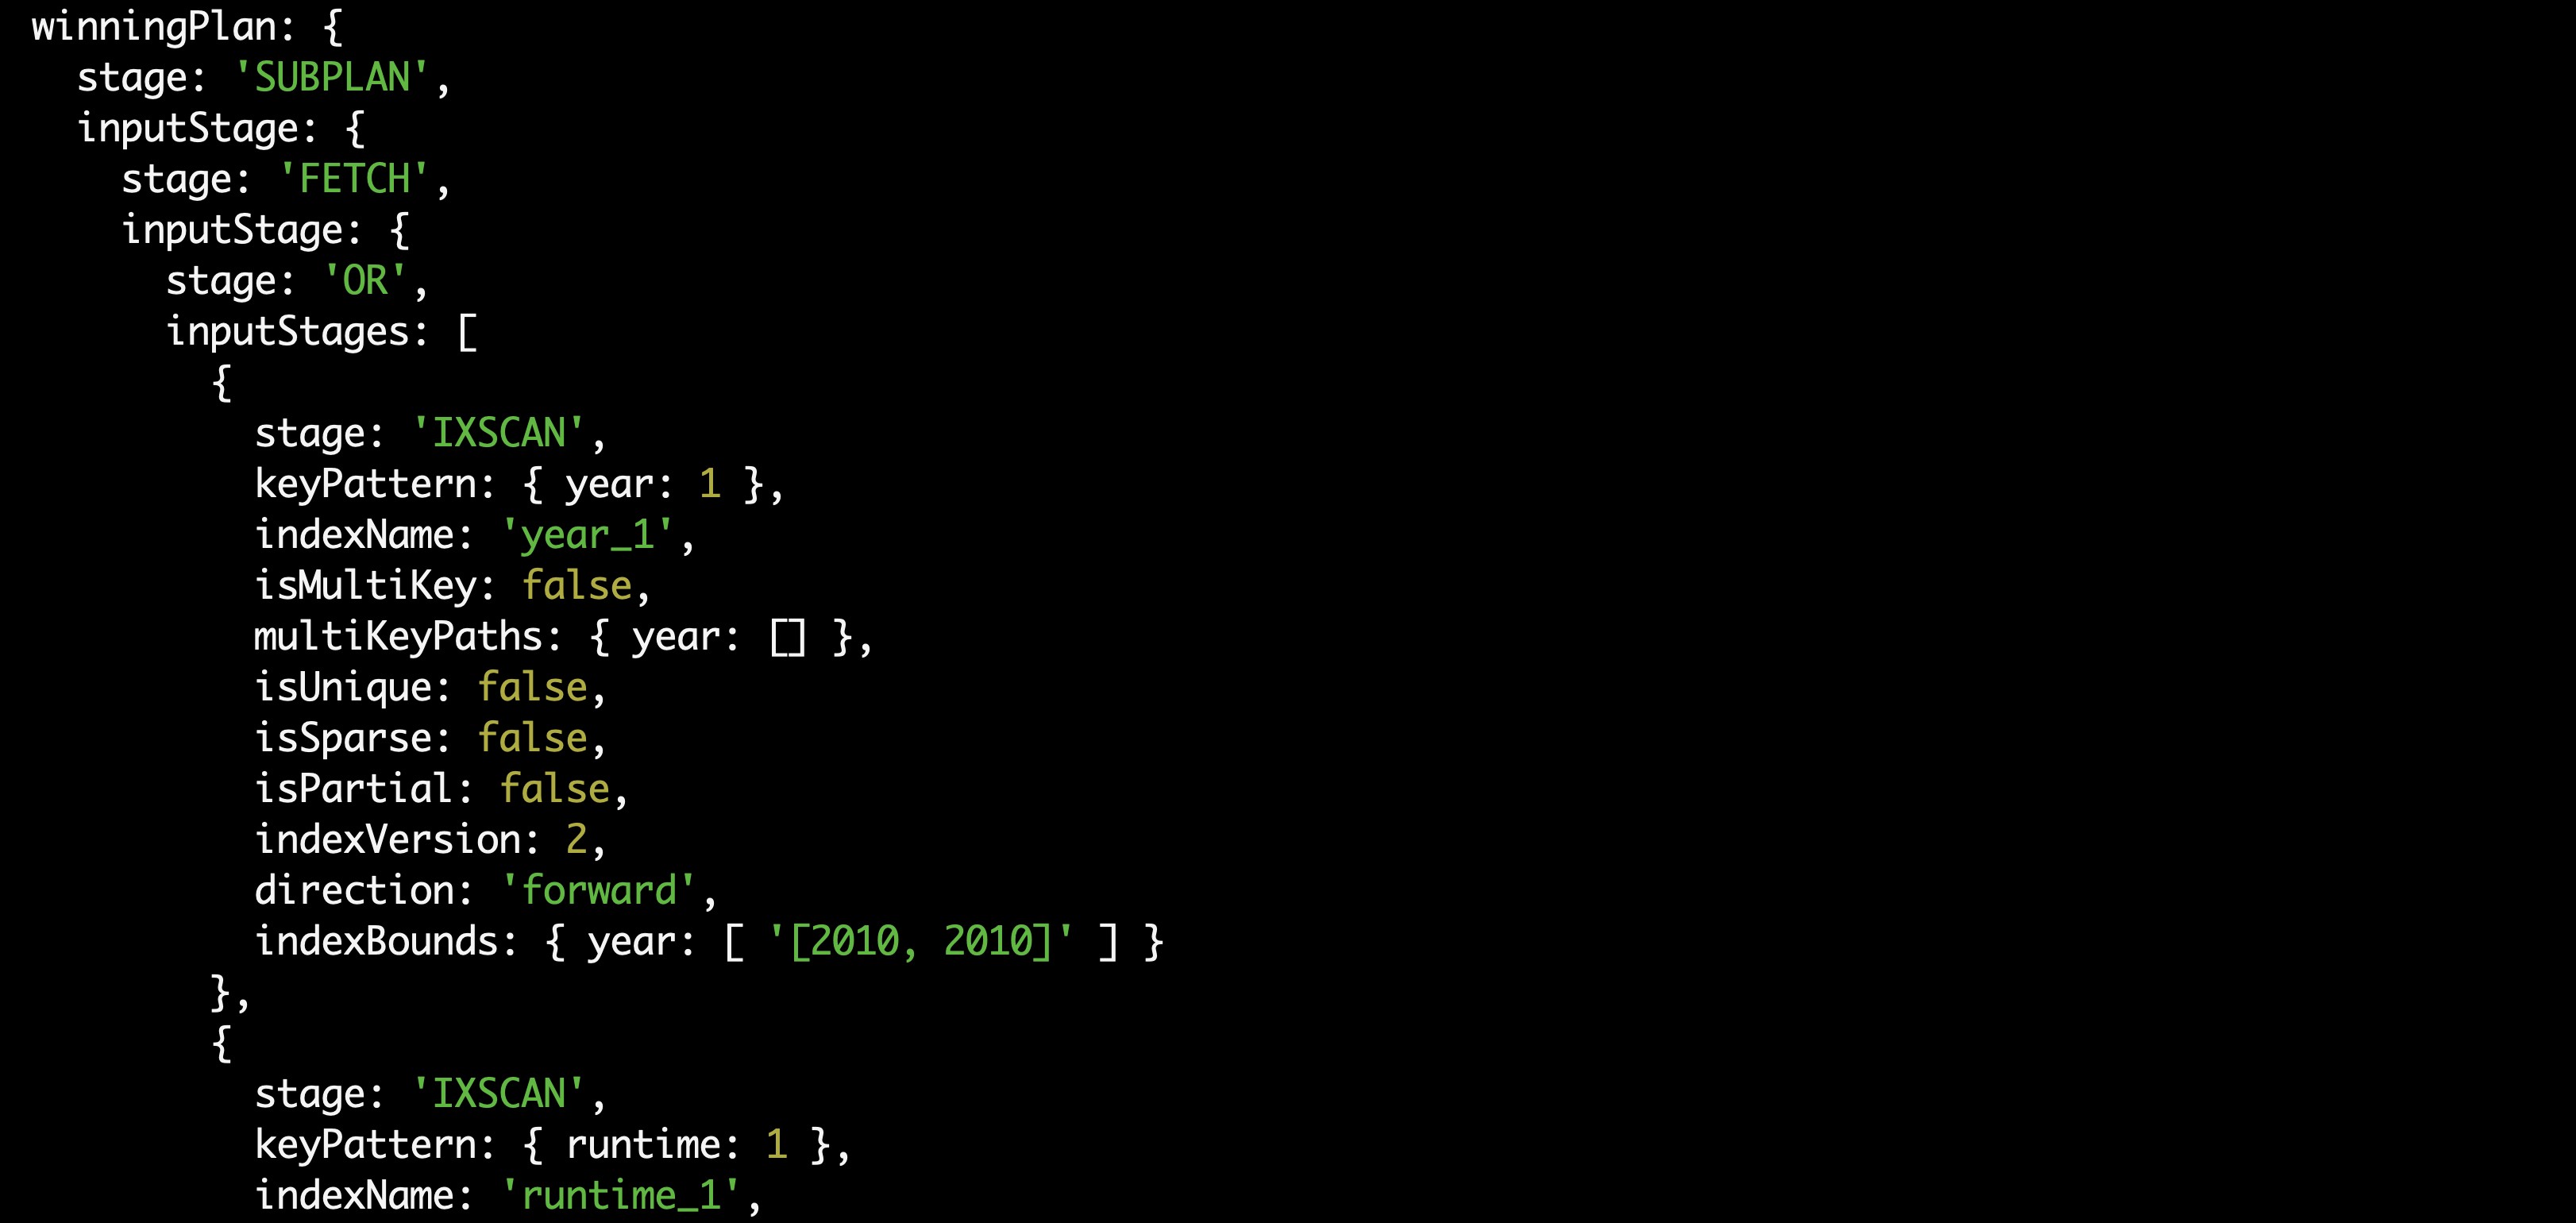 winningPlan: {
  stage: 'SUBPLAN',
  inputStage: {
    stage: 'FETCH',
    inputStage: {
      stage: 'OR',
      inputStages: [
        {
          stage: 'IXSCAN',
          keyPattern: { year: 1 },
          indexName: 'year_1',
          isMultiKey: false,
          multiKeyPaths: { year: [] },
          isUnique: false,
          isSparse: false,
          isPartial: false,
          indexVersion: 2,
          direction: 'forward',
          indexBounds: { year: [ '[2010, 2010]' ] }
        },
        {
          stage: 'IXSCAN',
          keyPattern: { runtime: 1 },
          indexName: 'runtime_1',